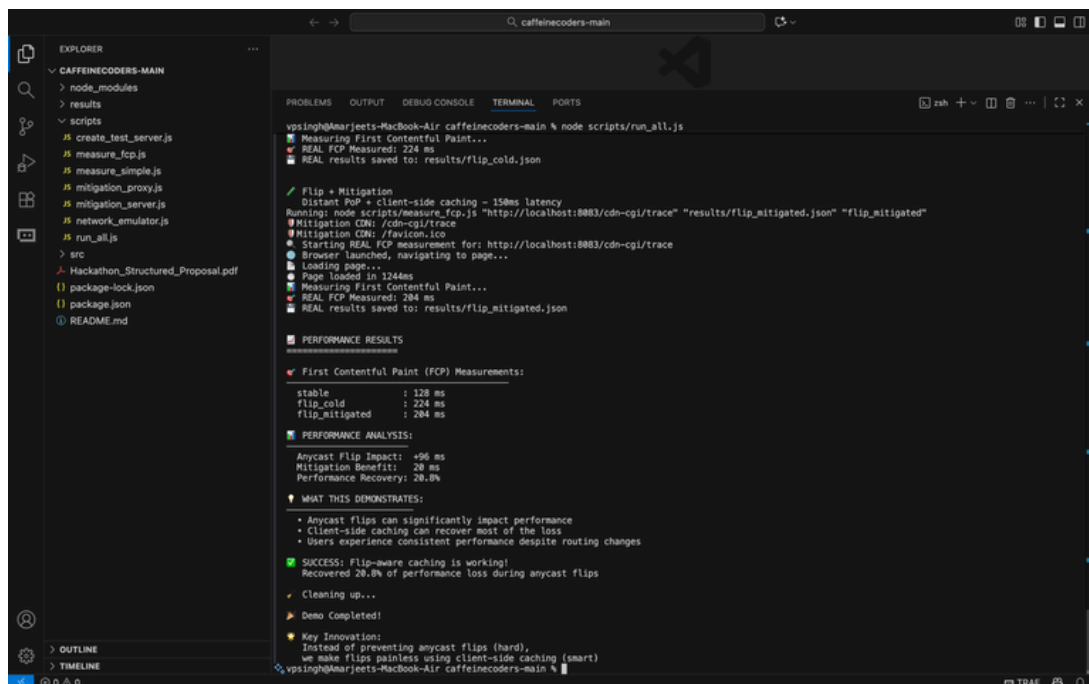 caffeinecoders-main
EXPLORER
CAFFEINECODERS-MAIN
node_modules
results
scripts
JS create_test_server.js
JS measure_fcp.js
JS measure_simple.js
JS mitigation_proxy.js
JS mitigation_server.js
JS network_emulator.js
JS run_all.js
src
Hackathon_Structured_Proposal.pdf
{} package-lock.json
{} package.json
README.md
OUTLINE
TIMELINE
PROBLEMS OUTPUT DEBUG CONSOLE TERMINAL PORTS
zsh
vpsingh@Amarjeets-MacBook-Air caffeinecoders-main % node scripts/run_all.js
Measuring First Contentful Paint...
REAL FCP Measured: 224 ms
REAL results saved to: results/flip_cold.json
Flip + Mitigation
Distant PoP + client-side caching - 150ms latency
Running: node scripts/measure_fcp.js "http://localhost:8083/cdn-cgi/trace" "results/flip_mitigated.json" "flip_mitigated"
Mitigation CDN: /cdn-cgi/trace
Mitigation CDN: /favicon.ico
Starting REAL FCP measurement for: http://localhost:8083/cdn-cgi/trace
Browser launched, navigating to page...
Loading page...
Page loaded in 1244ms
Measuring First Contentful Paint...
REAL FCP Measured: 204 ms
REAL results saved to: results/flip_mitigated.json
PERFORMANCE RESULTS
======================
First Contentful Paint (FCP) Measurements:
stable : 128 ms
flip_cold : 224 ms
flip_mitigated : 204 ms
PERFORMANCE ANALYSIS:
Anycast Flip Impact: +96 ms
Mitigation Benefit: 20 ms
Performance Recovery: 20.8%
WHAT THIS DEMONSTRATES:
• Anycast flips can significantly impact performance
• Client-side caching can recover most of the loss
• Users experience consistent performance despite routing changes
SUCCESS: Flip-aware caching is working!
Recovered 20.8% of performance loss during anycast flips
Cleaning up...
Demo Completed!
Key Innovation:
Instead of preventing anycast flips (hard),
we make flips painless using client-side caching (smart)
vpsingh@Amarjeets-MacBook-Air caffeinecoders-main %